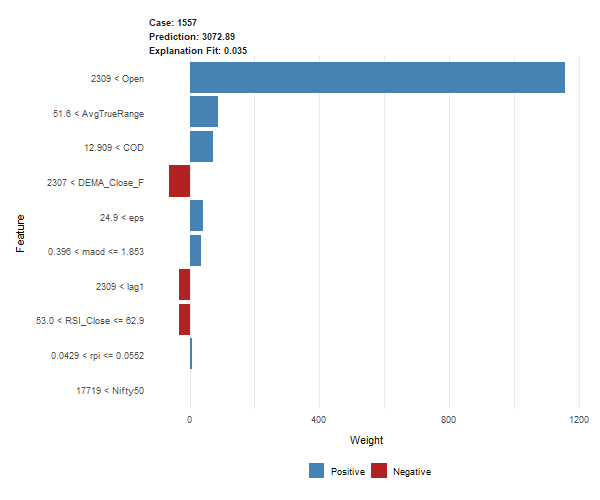 Case: 1557
Prediction: 3072.89
Explanation Fit: 0.035
2309 < Open
51.6 < AvgTrueRange
12.909 < COD
2307 < DEMA_Close_F
24.9 < eps
0.396 < macd <= 1.853
2309 < lag1
53.0 < RSI_Close <= 62.9
0.0429 < rpi <= 0.0552
17719 < Nifty50
Feature
0 400 800 1200
Weight
Positive Negative